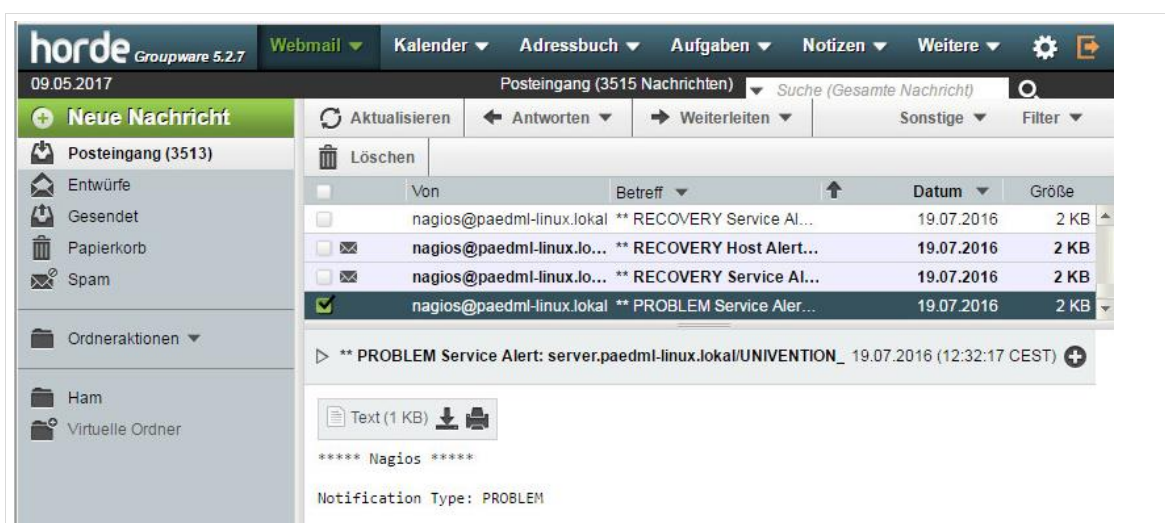 horde Groupware 5.2.7
Webmail Kalender Adressbuch Aufgaben Notizen Weitere
09.05.2017 Posteingang (3515 Nachrichten) Suche (Gesamte Nachricht)
Neue Nachricht
Aktualisieren Antworten Weiterleiten Sonstige Filter
Posteingang (3513)
Löschen
Entwürfe
Gesendet
Papierkorb
Spam
Ordneraktionen
Ham
Virtuelle Ordner
Von Betreff Datum Größe
nagios@paedml-linux.lokal ** RECOVERY Service Al... 19.07.2016 2 KB
nagios@paedml-linux.lo... ** RECOVERY Host Alert... 19.07.2016 2 KB
nagios@paedml-linux.lo... ** RECOVERY Service Al... 19.07.2016 2 KB
nagios@paedml-linux.lokal ** PROBLEM Service Aler... 19.07.2016 2 KB
** PROBLEM Service Alert: server.paedml-linux.lokal/UNIVENTION_ 19.07.2016 (12:32:17 CEST)
Text (1 KB)
***** Nagios *****
Notification Type: PROBLEM